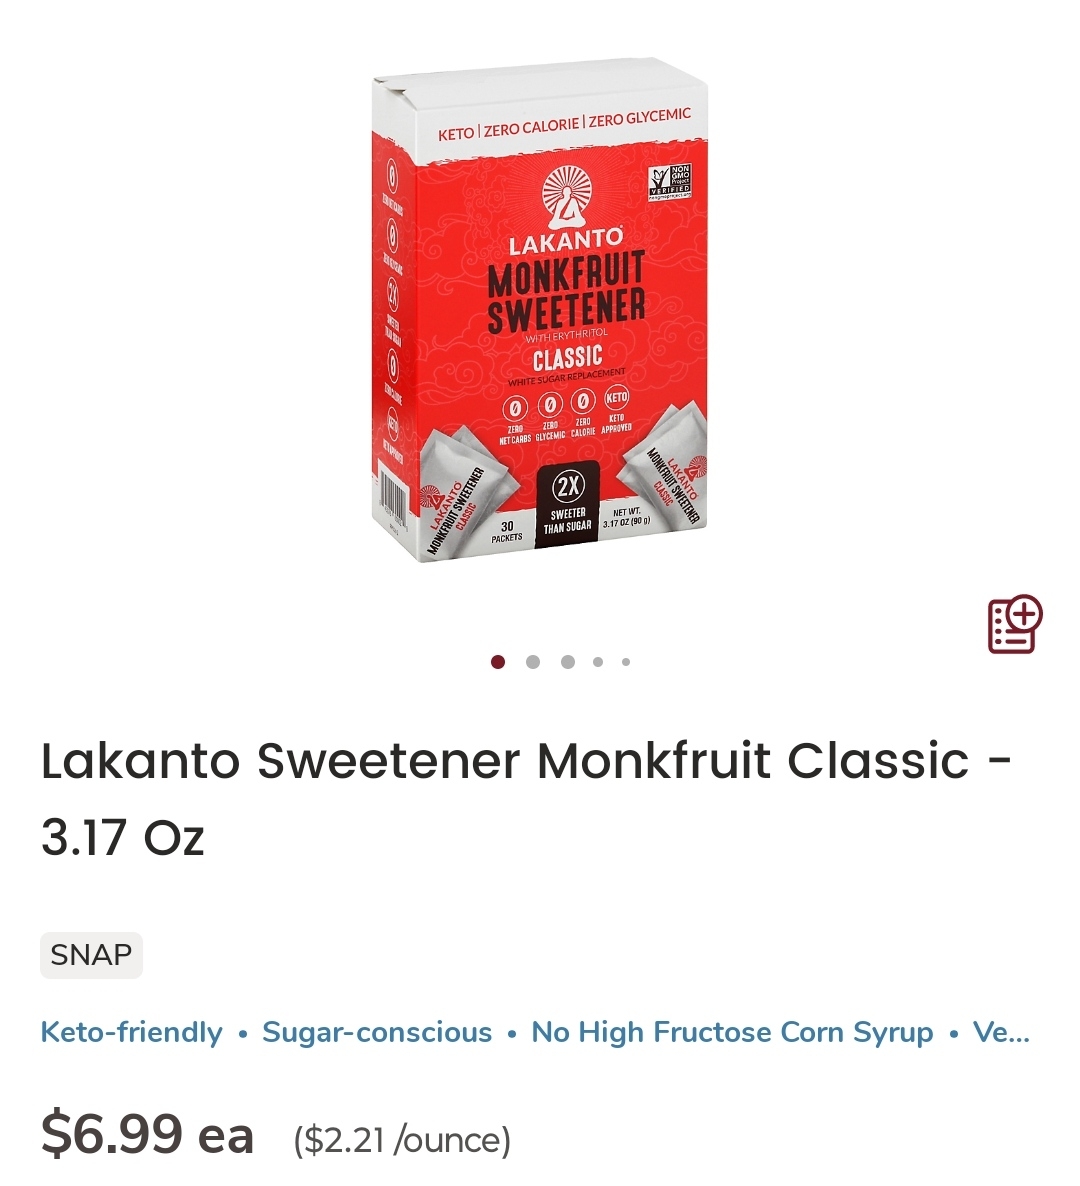 KETO | ZERO CALORIE | ZERO GLYCEMIC
NON
GMO
Project
VERIFIED
nongmoproject.org
LAKANTO
MONKFRUIT
SWEETENER
WITH ERYTHRITOL
CLASSIC
WHITE SUGAR REPLACEMENT
0 0 0 KETO
ZERO NET CARBS
ZERO GLYCEMIC
ZERO CALORIE
KETO APPROVED
LAKANTO
MONKFRUIT SWEETENER
CLASSIC
30
PACKETS
2X
SWEETER
THAN SUGAR
NET WT.
3.17 OZ (90 g)
LAKANTO
MONKFRUIT SWEETENER
CLASSIC
Lakanto Sweetener Monkfruit Classic -
3.17 Oz
SNAP
Keto-friendly • Sugar-conscious • No High Fructose Corn Syrup • Ve...
$6.99 ea ($2.21 /ounce)